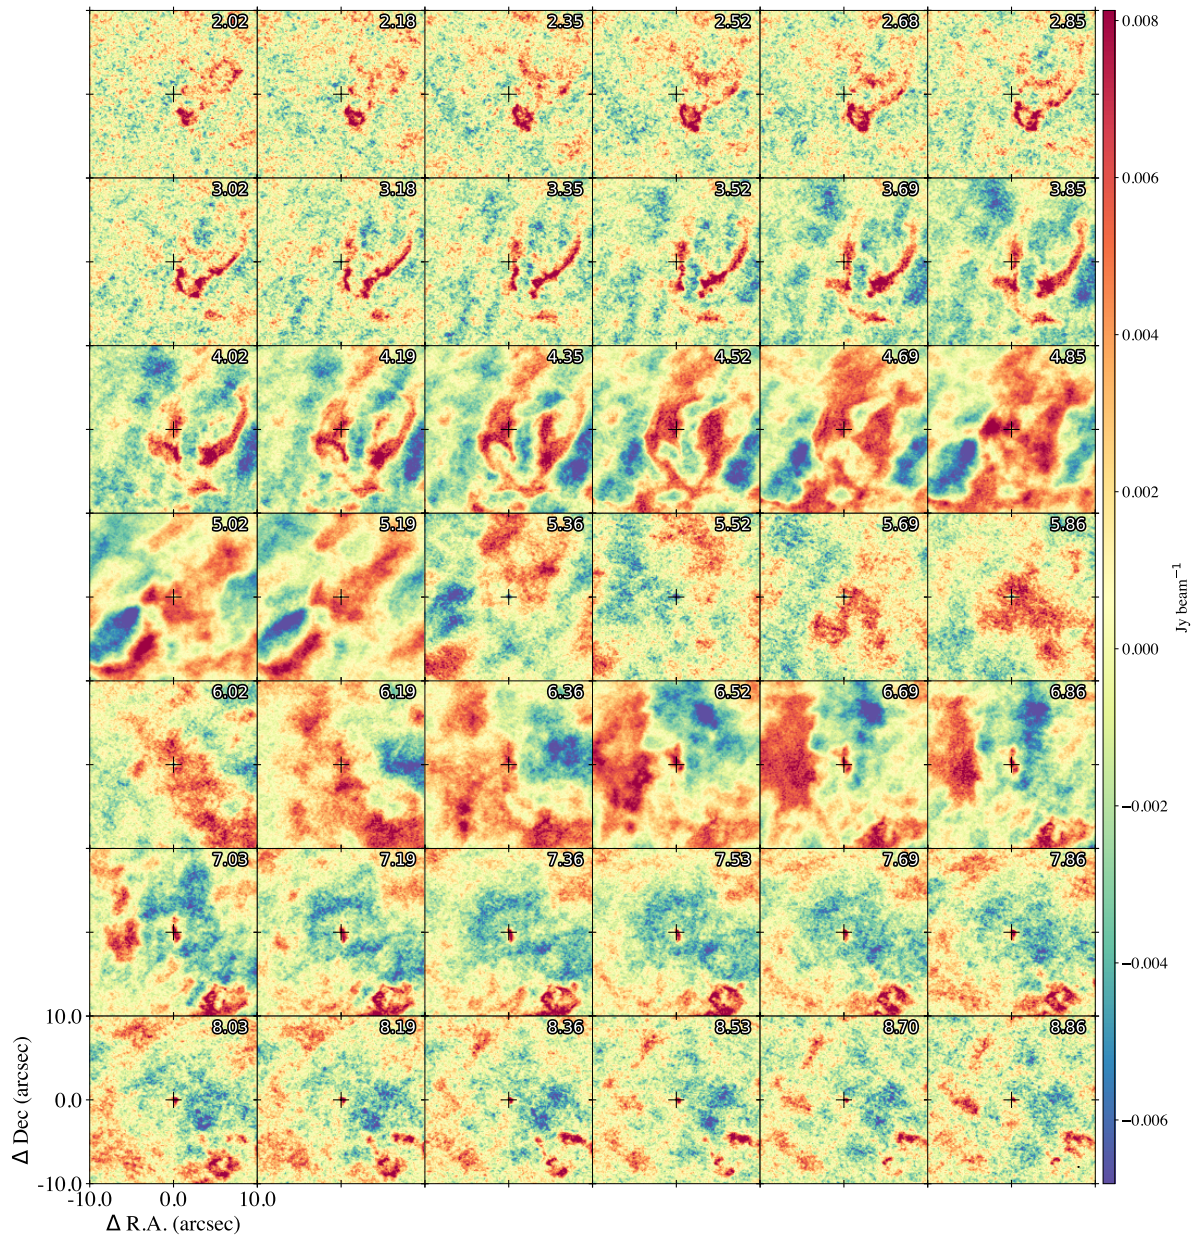 2.02 2.18 2.35 2.52 2.68 2.85
3.02 3.18 3.35 3.52 3.69 3.85
4.02 4.19 4.35 4.52 4.69 4.85
5.02 5.19 5.36 5.52 5.69 5.86
6.02 6.19 6.36 6.52 6.69 6.86
7.03 7.19 7.36 7.53 7.69 7.86
8.03 8.19 8.36 8.53 8.70 8.86
10.0
0.0
-10.0
Δ Dec (arcsec)
-10.0 0.0 10.0
Δ R.A. (arcsec)
0.008
0.006
0.004
0.002
0.000
−0.002
−0.004
−0.006
Jy beam⁻¹